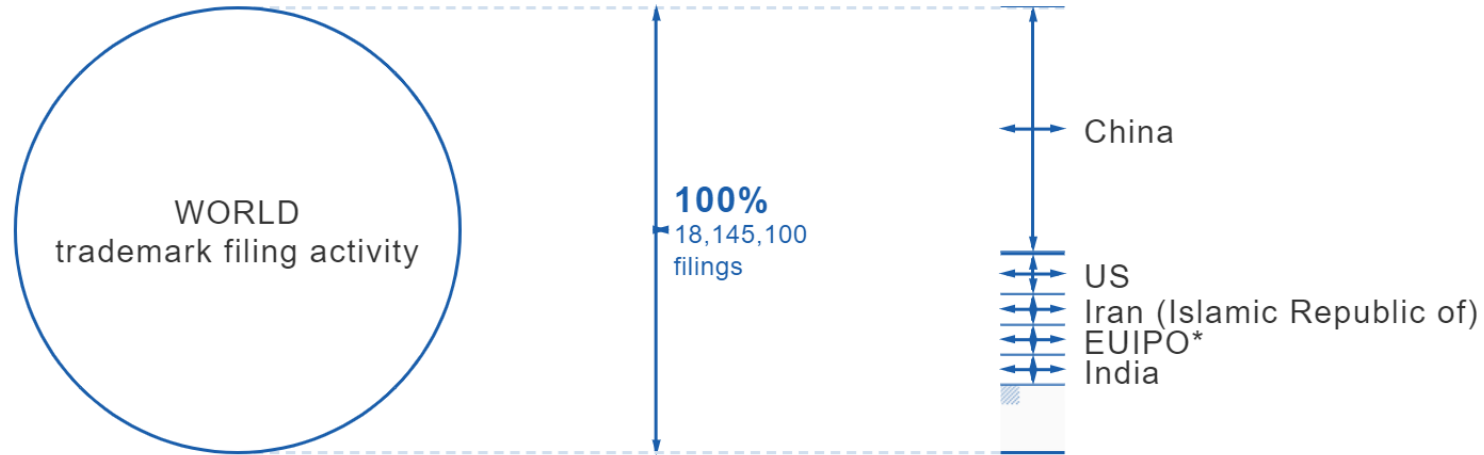 WORLD
trademark filing activity
100%
18,145,100
filings
China
US
Iran (Islamic Republic of)
EUIPO*
India